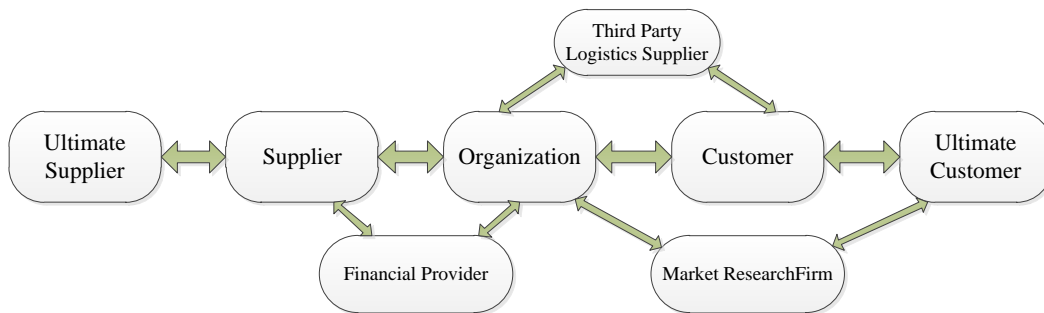 Third Party
Logistics Supplier
Ultimate
Supplier
Supplier
Organization
Customer
Ultimate
Customer
Financial Provider
Market ResearchFirm